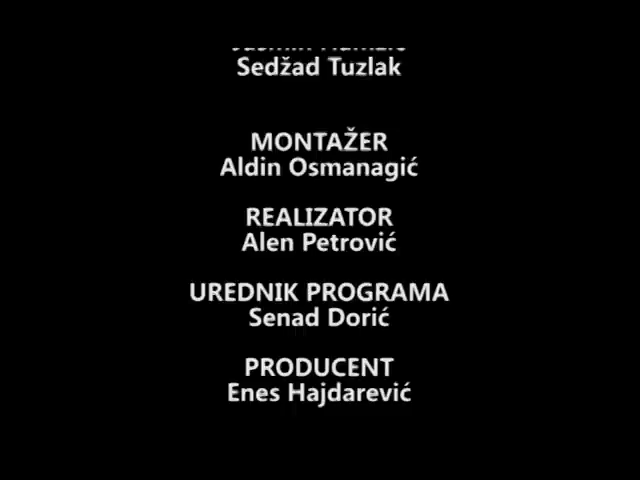 Sedžad Tuzlak
MONTAŽER
Aldin Osmanagić
REALIZATOR
Alen Petrović
UREDNIK PROGRAMA
Senad Dorić
PRODUCENT
Enes Hajdarević